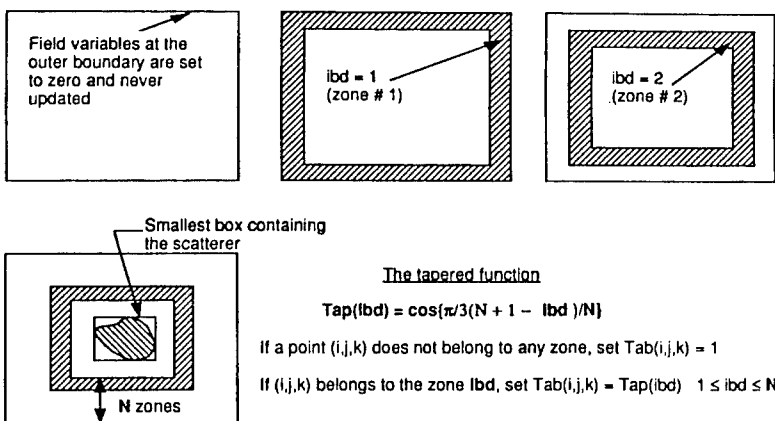 Field variables at the
outer boundary are set
to zero and never
updated
ibd = 1
(zone # 1)
ibd = 2
(zone # 2)
Smallest box containing
the scatterer
N zones
The tapered function
Tap(ibd) = cos{π/3(N + 1 − ibd )/N}
If a point (i,j,k) does not belong to any zone, set Tab(i,j,k) = 1
If (i,j,k) belongs to the zone ibd, set Tab(i,j,k) = Tap(ibd) 1 ≤ ibd ≤ N